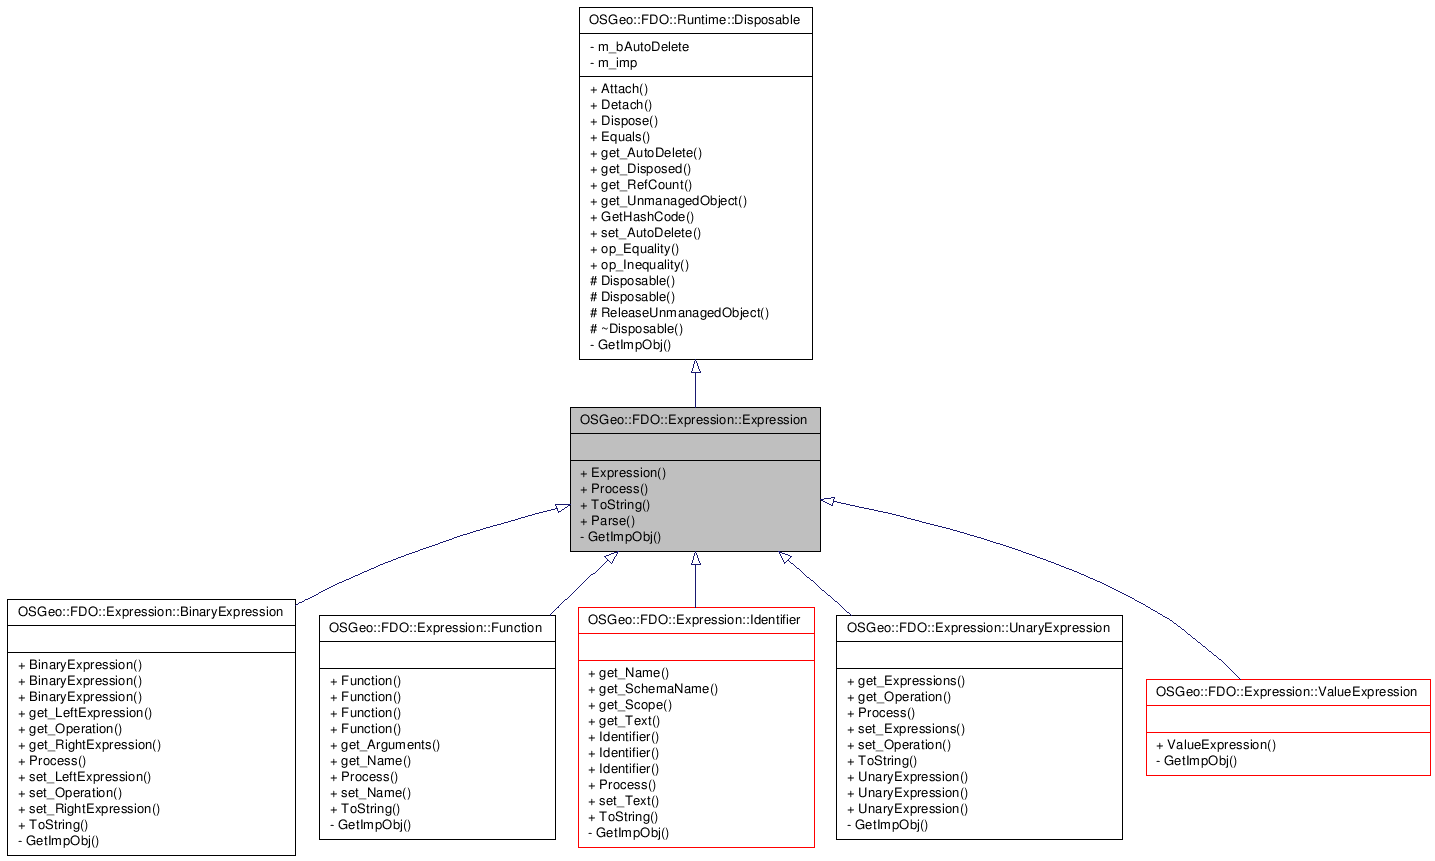 OSGeo::FDO::Runtime::Disposable
- m_bAutoDelete
- m_imp
+ Attach()
+ Detach()
+ Dispose()
+ Equals()
+ get_AutoDelete()
+ get_Disposed()
+ get_RefCount()
+ get_UnmanagedObject()
+ GetHashCode()
+ set_AutoDelete()
+ op_Equality()
+ op_Inequality()
# Disposable()
# Disposable()
# ReleaseUnmanagedObject()
# ~Disposable()
- GetImpObj()
OSGeo::FDO::Expression::Expression
+ Expression()
+ Process()
+ ToString()
+ Parse()
- GetImpObj()
OSGeo::FDO::Expression::BinaryExpression
+ BinaryExpression()
+ BinaryExpression()
+ BinaryExpression()
+ get_LeftExpression()
+ get_Operation()
+ get_RightExpression()
+ Process()
+ set_LeftExpression()
+ set_Operation()
+ set_RightExpression()
+ ToString()
- GetImpObj()
OSGeo::FDO::Expression::Function
+ Function()
+ Function()
+ Function()
+ Function()
+ get_Arguments()
+ get_Name()
+ Process()
+ set_Name()
+ ToString()
- GetImpObj()
OSGeo::FDO::Expression::Identifier
+ get_Name()
+ get_SchemaName()
+ get_Scope()
+ get_Text()
+ Identifier()
+ Identifier()
+ Identifier()
+ Process()
+ set_Text()
+ ToString()
- GetImpObj()
OSGeo::FDO::Expression::UnaryExpression
+ get_Expressions()
+ get_Operation()
+ Process()
+ set_Expressions()
+ set_Operation()
+ ToString()
+ UnaryExpression()
+ UnaryExpression()
+ UnaryExpression()
- GetImpObj()
OSGeo::FDO::Expression::ValueExpression
+ ValueExpression()
- GetImpObj()